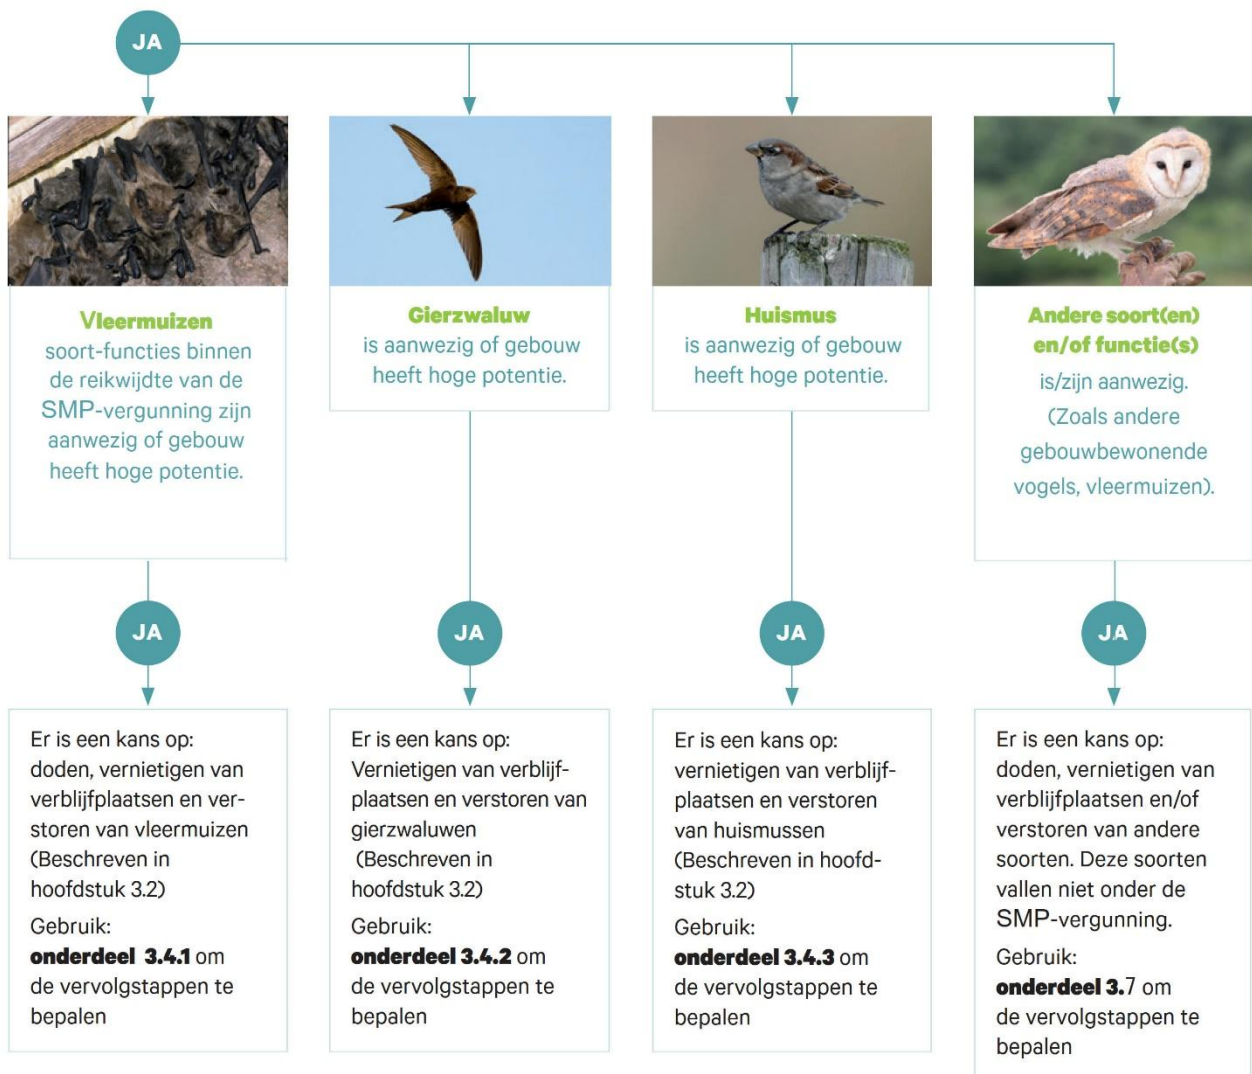 JA
Vleermuizen
soort-functies binnen
de reikwijdte van de
SMP-vergunning zijn
aanwezig of gebouw
heeft hoge potentie.
Gierzwaluw
is aanwezig of gebouw
heeft hoge potentie.
Huismus
is aanwezig of gebouw
heeft hoge potentie.
Andere soort(en)
en/of functie(s)
is/zijn aanwezig.
(Zoals andere
gebouwbewonende
vogels, vleermuizen).
JA
JA
JA
JA
Er is een kans op:
doden, vernietigen van
verblijfplaatsen en ver-
storen van vleermuizen
(Beschreven in
hoofdstuk 3.2)
Gebruik:
onderdeel 3.4.1 om
de vervolgstappen te
bepalen
Er is een kans op:
Vernietigen van verblijf-
plaatsen en verstoren van
gierzwaluwen
(Beschreven in
hoofdstuk 3.2)
Gebruik:
onderdeel 3.4.2 om
de vervolgstappen te
bepalen
Er is een kans op:
vernietigen van verblijf-
plaatsen en verstoren
van huismussen
(Beschreven in hoofd-
stuk 3.2)
Gebruik:
onderdeel 3.4.3 om
de vervolgstappen te
bepalen
Er is een kans op:
doden, vernietigen van
verblijfplaatsen en/of
verstoren van andere
soorten. Deze soorten
vallen niet onder de
SMP-vergunning.
Gebruik:
onderdeel 3.7 om
de vervolgstappen te
bepalen